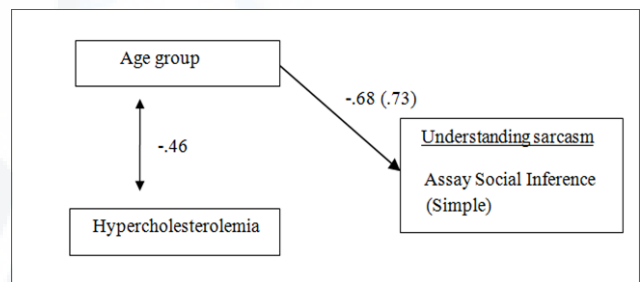 Age group
-.68 (.73)
-.46
Understanding sarcasm
Assay Social Inference
(Simple)
Hypercholesterolemia